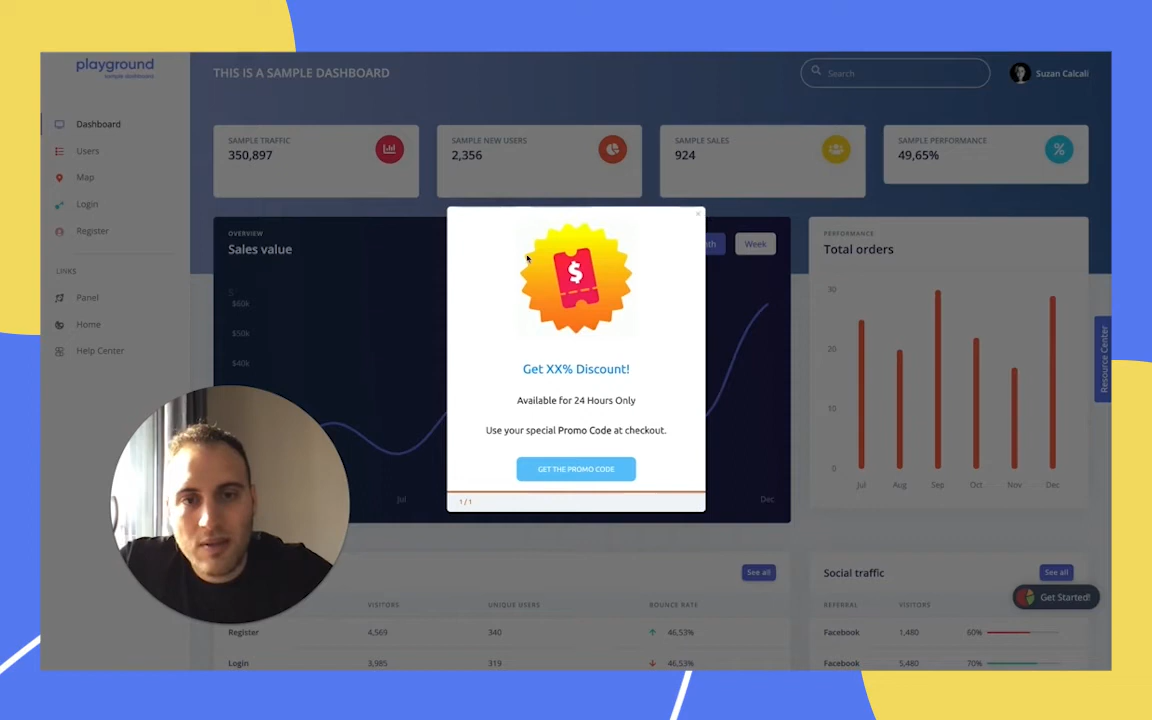 playground
sample dashboard
THIS IS A SAMPLE DASHBOARD
Search
Suzan Calcali
Dashboard
Users
Map
Login
Register
LINKS
Panel
Home
Help Center
SAMPLE TRAFFIC
350,897
SAMPLE NEW USERS
2,356
SAMPLE SALES
924
SAMPLE PERFORMANCE
49,65%
OVERVIEW
Sales value
Week
$60k
$50k
$40k
Jul
Dec
PERFORMANCE
Total orders
30
20
10
0
Jul Aug Sep Oct Nov Dec
Resource Center
×
$
Get XX% Discount!
Available for 24 Hours Only
Use your special Promo Code at checkout.
GET THE PROMO CODE
1 / 1
See all
VISITORS UNIQUE USERS BOUNCE RATE
Register 4,569 340 46,53%
Login 3,985 319 46,53%
Social traffic
See all
Get Started!
REFERRAL VISITORS
Facebook 1,480 60%
Facebook 5,480 70%